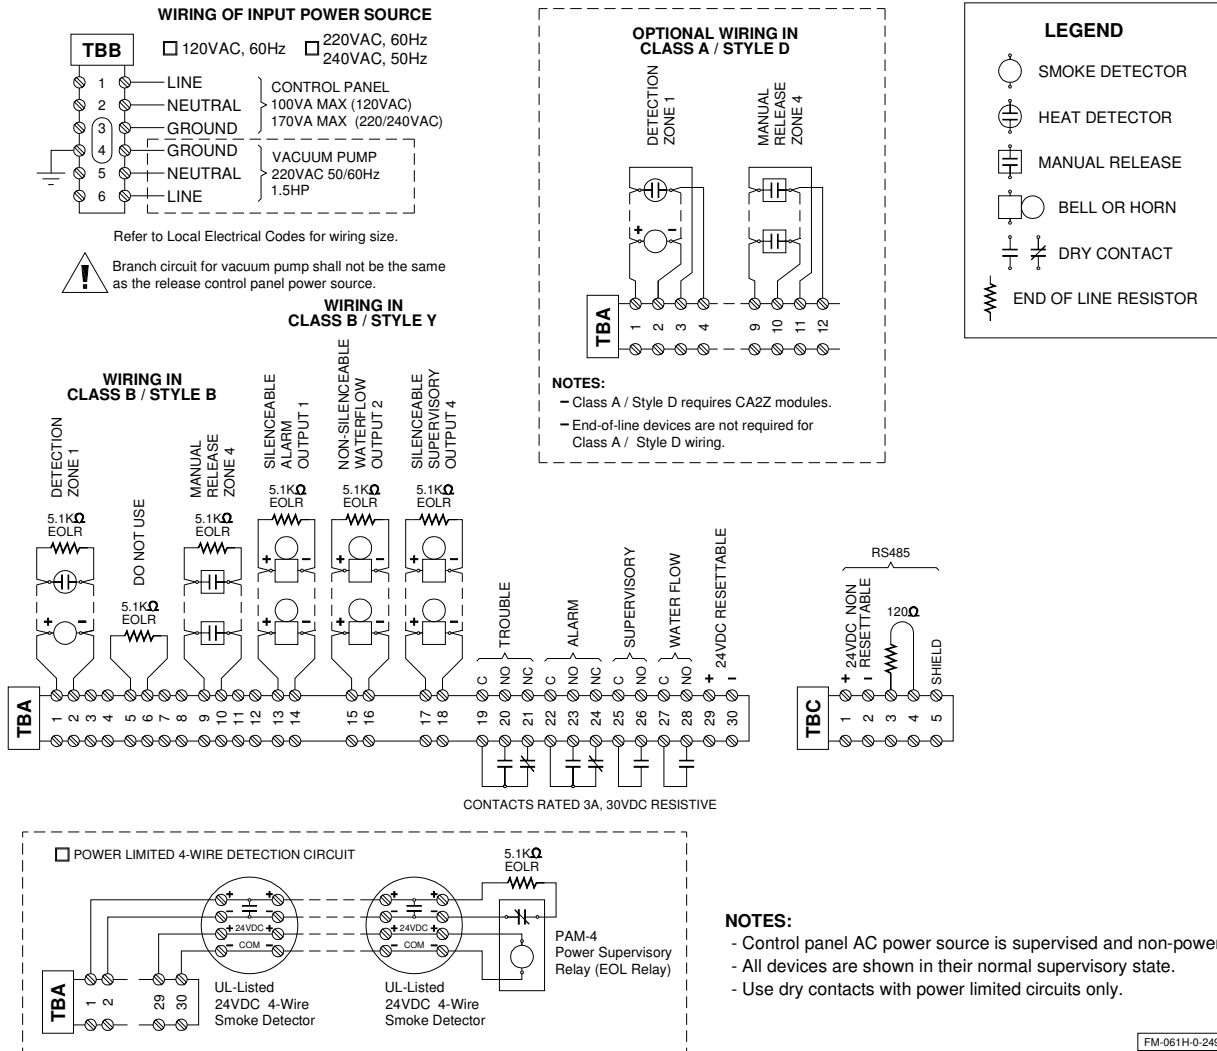 WIRING OF INPUT POWER SOURCE
TBB
120VAC, 60Hz
220VAC, 60Hz
240VAC, 50Hz
1
LINE
2
NEUTRAL
3
GROUND
4
GROUND
5
NEUTRAL
6
LINE
CONTROL PANEL
100VA MAX (120VAC)
170VA MAX (220/240VAC)
VACUUM PUMP
220VAC 50/60Hz
1.5HP
Refer to Local Electrical Codes for wiring size.
!
Branch circuit for vacuum pump shall not be the same
as the release control panel power source.
OPTIONAL WIRING IN
CLASS A / STYLE D
DETECTION
ZONE 1
MANUAL
RELEASE
ZONE 4
+ −
TBA
1 2 3 4 9 10 11 12
NOTES:
– Class A / Style D requires CA2Z modules.
– End-of-line devices are not required for
Class A / Style D wiring.
LEGEND
SMOKE DETECTOR
HEAT DETECTOR
MANUAL RELEASE
BELL OR HORN
DRY CONTACT
END OF LINE RESISTOR
WIRING IN
CLASS B / STYLE Y
WIRING IN
CLASS B / STYLE B
DETECTION
ZONE 1
5.1KΩ
EOLR
+ −
DO NOT USE
5.1KΩ
EOLR
MANUAL
RELEASE
ZONE 4
5.1KΩ
EOLR
SILENCEABLE
ALARM
OUTPUT 1
5.1KΩ
EOLR
+ −
+ −
NON-SILENCEABLE
WATERFLOW
OUTPUT 2
5.1KΩ
EOLR
+ −
+ −
SILENCEABLE
SUPERVISORY
OUTPUT 4
5.1KΩ
EOLR
+ −
+ −
TROUBLE
C NO NC
ALARM
C NO NC
SUPERVISORY
C NO
WATER FLOW
C NO
24VDC RESETTABLE
+ −
TBA
1 2 3 4 5 6 7 8 9 10 11 12 13 14 15 16 17 18 19 20 21 22 23 24 25 26 27 28 29 30
CONTACTS RATED 3A, 30VDC RESISTIVE
RS485
24VDC NON
RESETTABLE
+ −
120Ω
SHIELD
TBC
1 2 3 4 5
POWER LIMITED 4-WIRE DETECTION CIRCUIT
5.1KΩ
EOLR
+ +
− −
+ 24VDC +
− COM −
+ +
− −
+ 24VDC +
− COM −
TBA
1 2 29 30
UL-Listed
24VDC 4-Wire
Smoke Detector
UL-Listed
24VDC 4-Wire
Smoke Detector
PAM-4
Power Supervisory
Relay (EOL Relay)
NOTES:
- Control panel AC power source is supervised and non-power
- All devices are shown in their normal supervisory state.
- Use dry contacts with power limited circuits only.
FM-061H-0-249